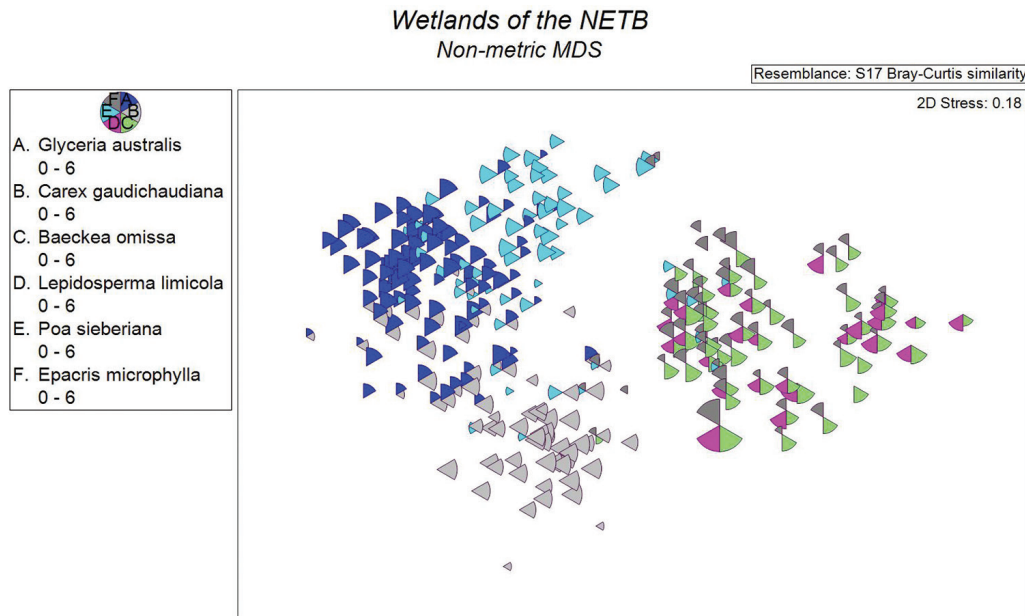 Wetlands of the NETB
Non-metric MDS
Resemblance: S17 Bray-Curtis similarity
2D Stress: 0.18
F A
E B
D C
A. Glyceria australis
0 - 6
B. Carex gaudichaudiana
0 - 6
C. Baeckea omissa
0 - 6
D. Lepidosperma limicola
0 - 6
E. Poa sieberiana
0 - 6
F. Epacris microphylla
0 - 6